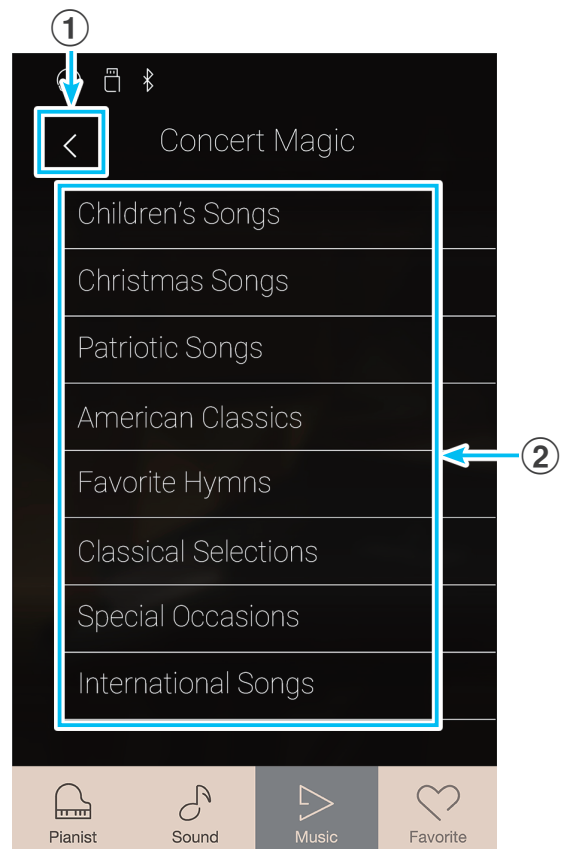 1
Concert Magic
Children's Songs
Christmas Songs
Patriotic Songs
American Classics
2
Favorite Hymns
Classical Selections
Special Occasions
International Songs
Pianist Sound Music Favorite